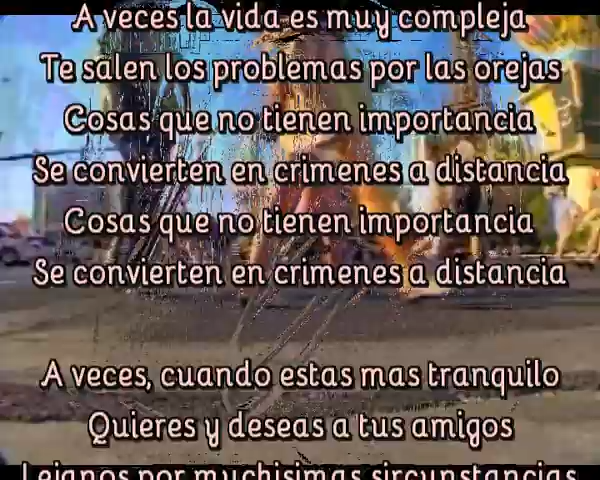 A veces la vida es muy compleja
Te salen los problemas por las orejas
Cosas que no tienen importancia
Se convierten en crimenes a distancia
Cosas que no tienen importancia
Se convierten en crimenes a distancia
A veces, cuando estas mas tranquilo
Quieres y deseas a tus amigos
Lejanos por muchisimas sircunstancias